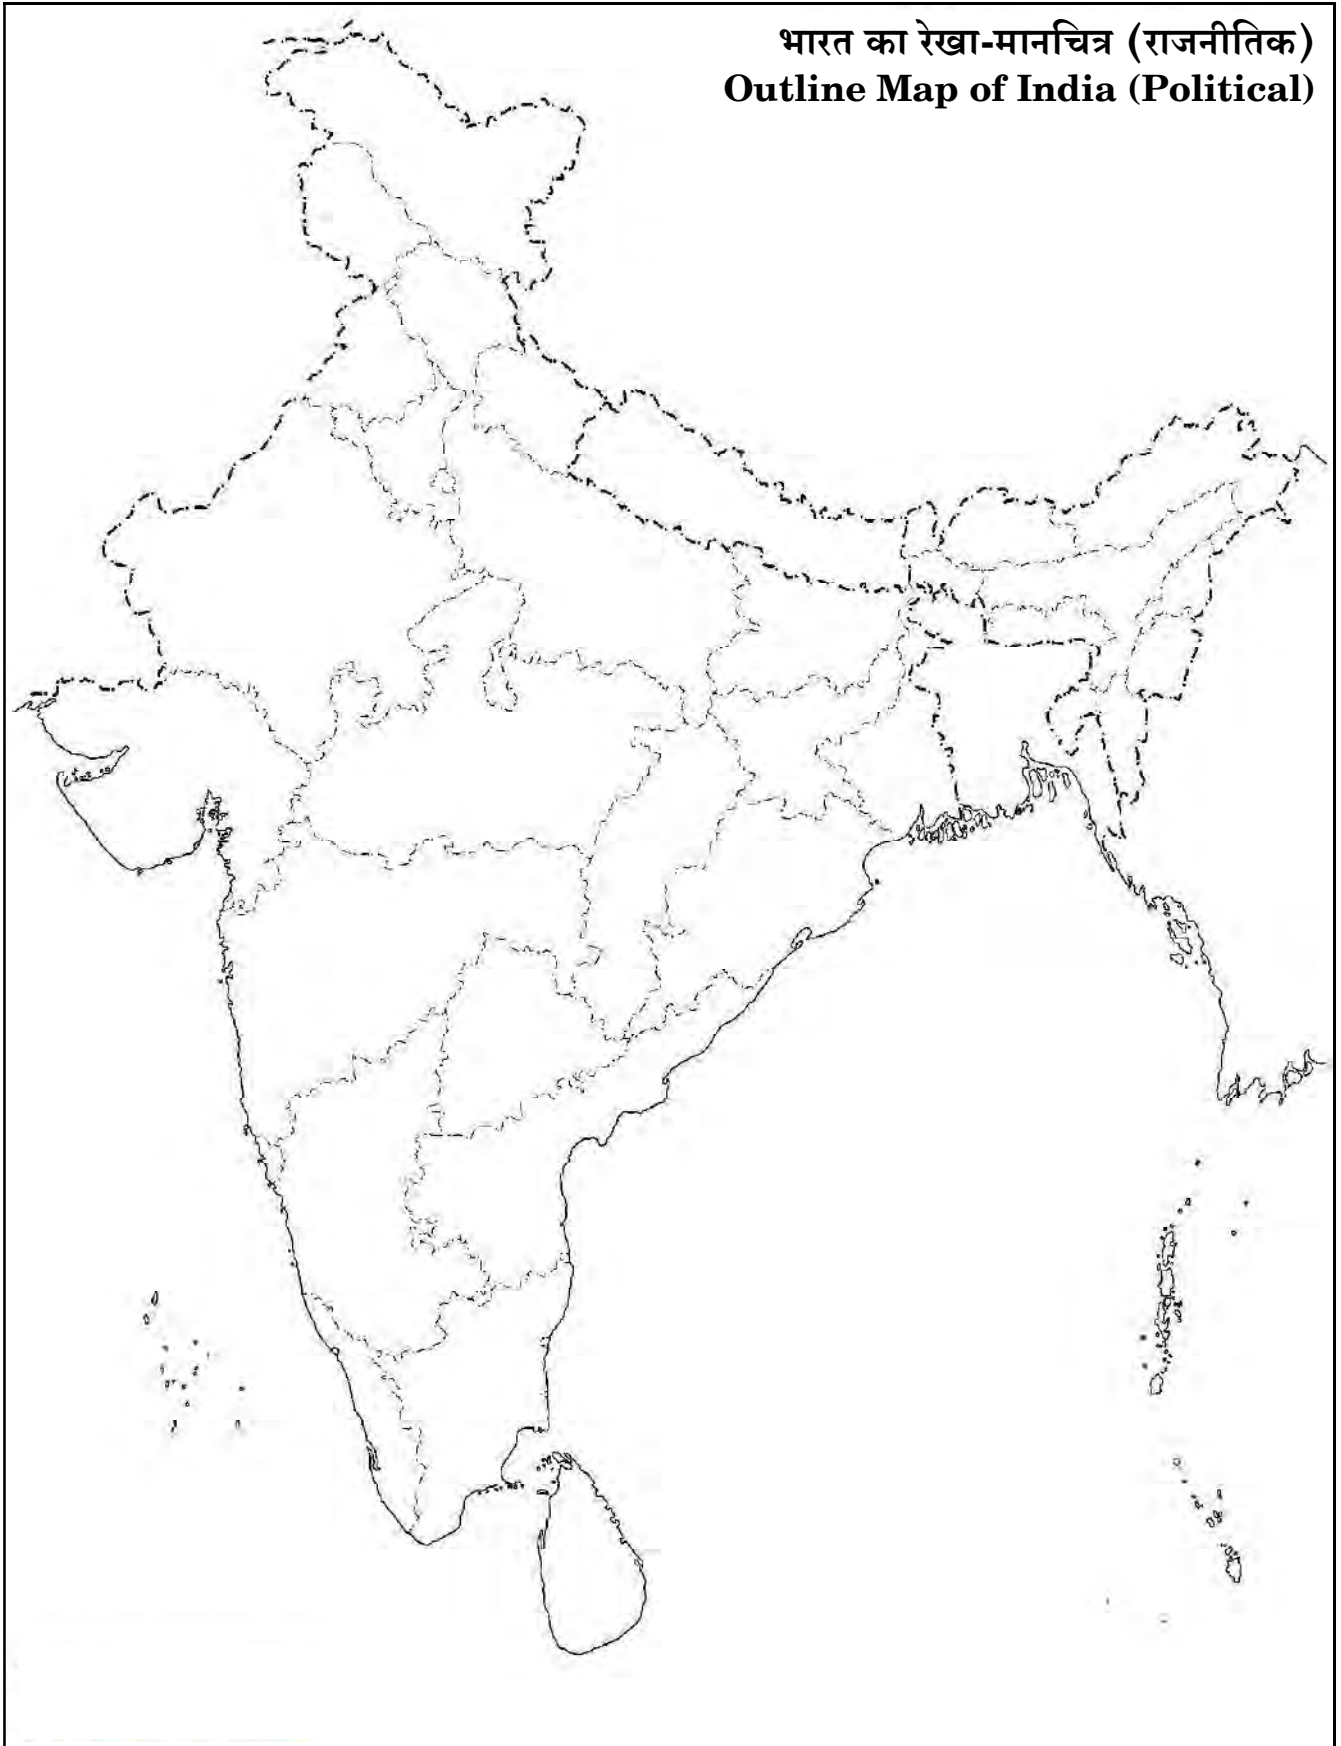 भारत का रेखा-मानचित्र (राजनीतिक)
Outline Map of India (Political)